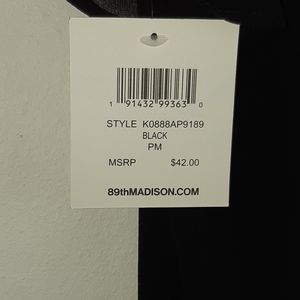 1 91432 99363 0
STYLE K0888AP9189
BLACK
PM
MSRP $42.00
89thMADISON.COM